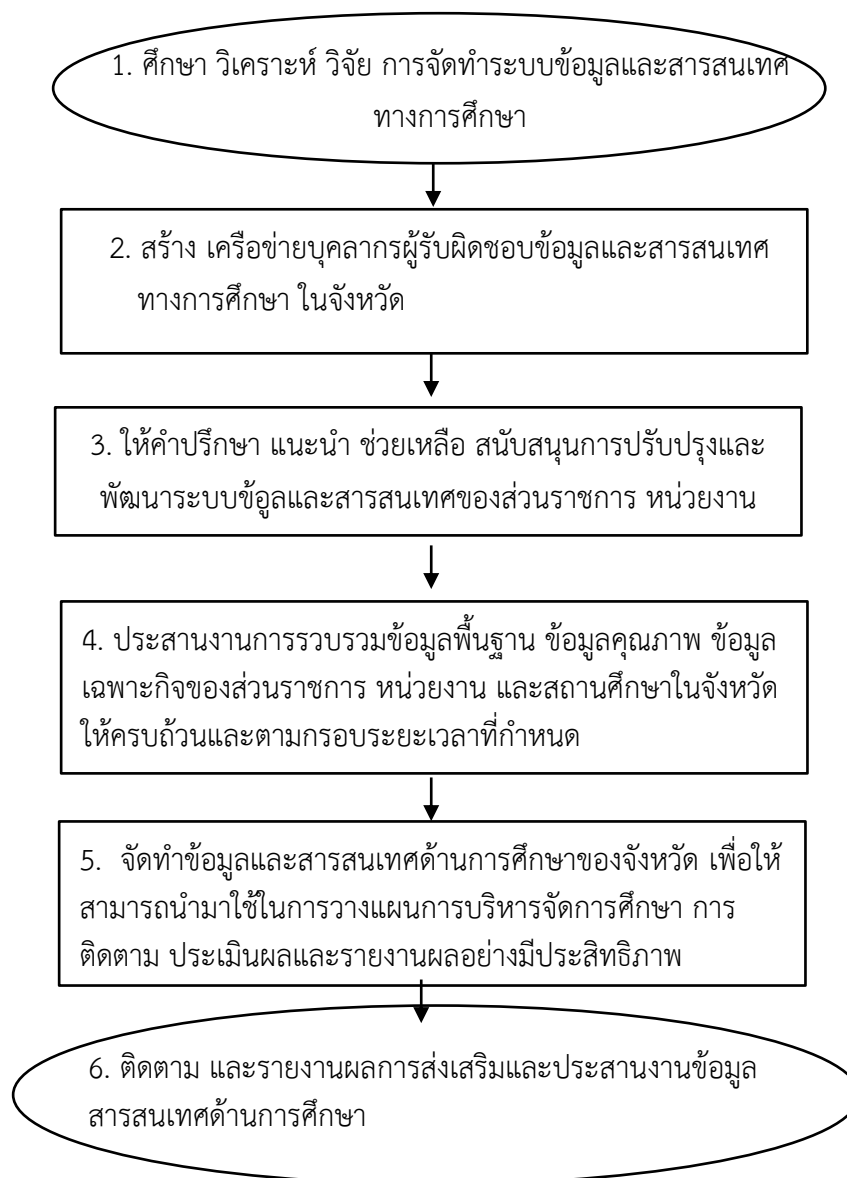 1. ศึกษา วิเคราะห์ วิจัย การจัดทำระบบข้อมูลและสารสนเทศ
ทางการศึกษา
2. สร้าง เครือข่ายบุคลากรผู้รับผิดชอบข้อมูลและสารสนเทศ
ทางการศึกษา ในจังหวัด
3. ให้คำปรึกษา แนะนำ ช่วยเหลือ สนับสนุนการปรับปรุงและ
พัฒนาระบบข้อูลและสารสนเทศของส่วนราชการ หน่วยงาน
4. ประสานงานการรวบรวมข้อมูลพื้นฐาน ข้อมูลคุณภาพ ข้อมูล
เฉพาะกิจของส่วนราชการ หน่วยงาน และสถานศึกษาในจังหวัด
ให้ครบถ้วนและตามกรอบระยะเวลาที่กำหนด
5. จัดทำข้อมูลและสารสนเทศด้านการศึกษาของจังหวัด เพื่อให้
สามารถนำมาใช้ในการวางแผนการบริหารจัดการศึกษา การ
ติดตาม ประเมินผลและรายงานผลอย่างมีประสิทธิภาพ
6. ติดตาม และรายงานผลการส่งเสริมและประสานงานข้อมูล
สารสนเทศด้านการศึกษา